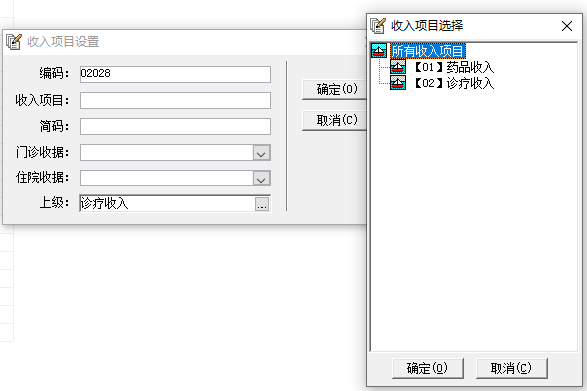 收入项目设置
编码： 02028
收入项目：
简码：
门诊收据：
住院收据：
上级： 诊疗收入 ...
确定(O)
取消(C)
收入项目选择
所有收入项目
【01】药品收入
【02】诊疗收入
确定(O) 取消(C)